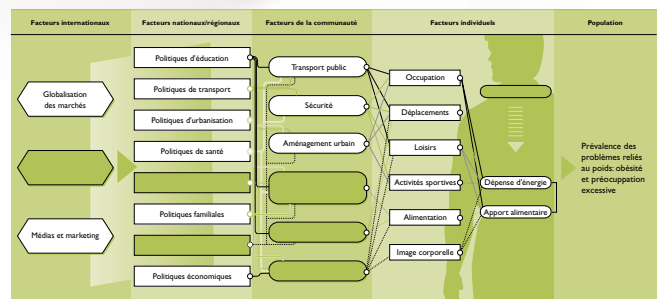 Facteurs internationaux
Facteurs nationaux/régionaux
Facteurs de la communauté
Facteurs individuels
Population
Globalisation
des marchés
Médias et marketing
Politiques d'éducation
Politiques de transport
Politiques d'urbanisation
Politiques de santé
Politiques familiales
Politiques économiques
Transport public
Sécurité
Aménagement urbain
Occupation
Déplacements
Loisirs
Activités sportives
Alimentation
Image corporelle
Dépense d'énergie
Apport alimentaire
Prévalence des
problèmes reliés
au poids: obésité
et préoccupation
excessive